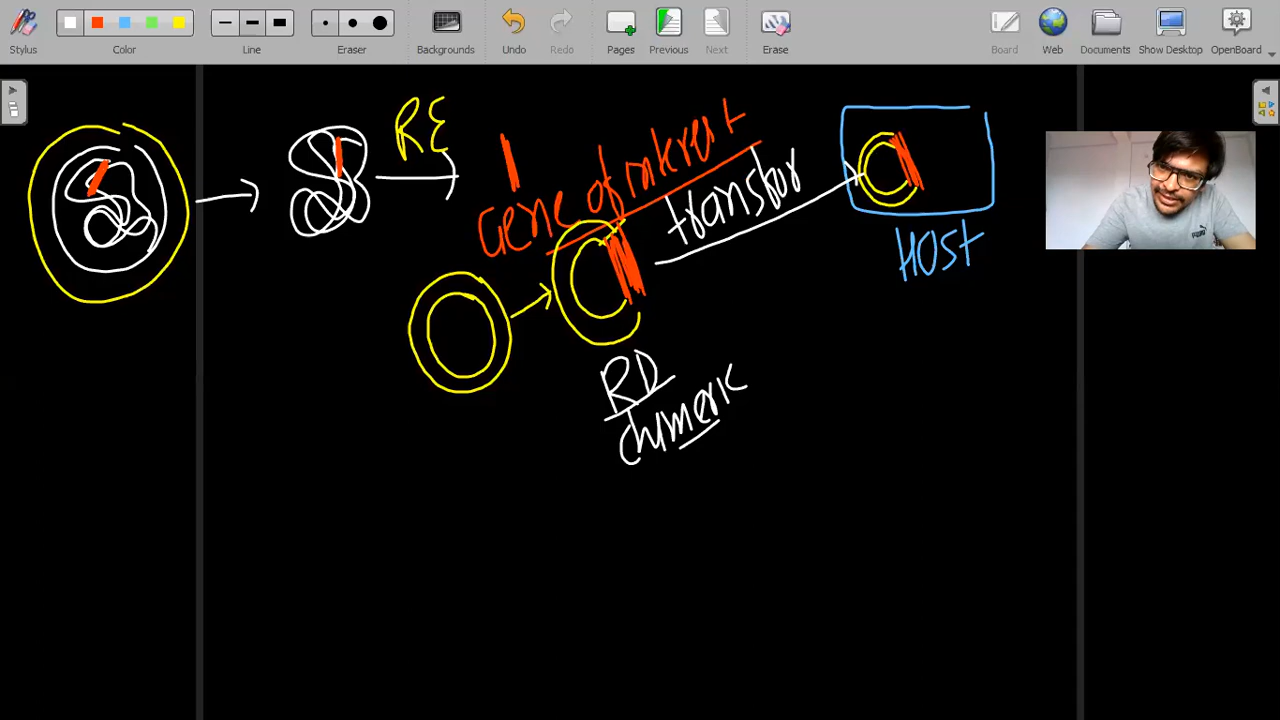 Stylus
Color
Line
Eraser
Backgrounds
Undo
Redo
Pages
Previous
Next
Erase
Board
Web
Documents
Show Desktop
OpenBoard
RE
Gene of interest
transfor
HOST
RD
chimeric
PUMA